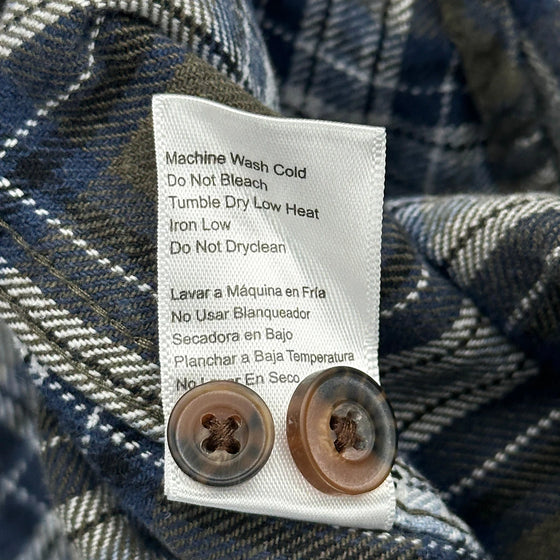 Machine Wash Cold
Do Not Bleach
Tumble Dry Low Heat
Iron Low
Do Not Dryclean
Lavar a Máquina en Fría
No Usar Blanqueador
Secadora en Bajo
Planchar a Baja Temperatura
No En Seco